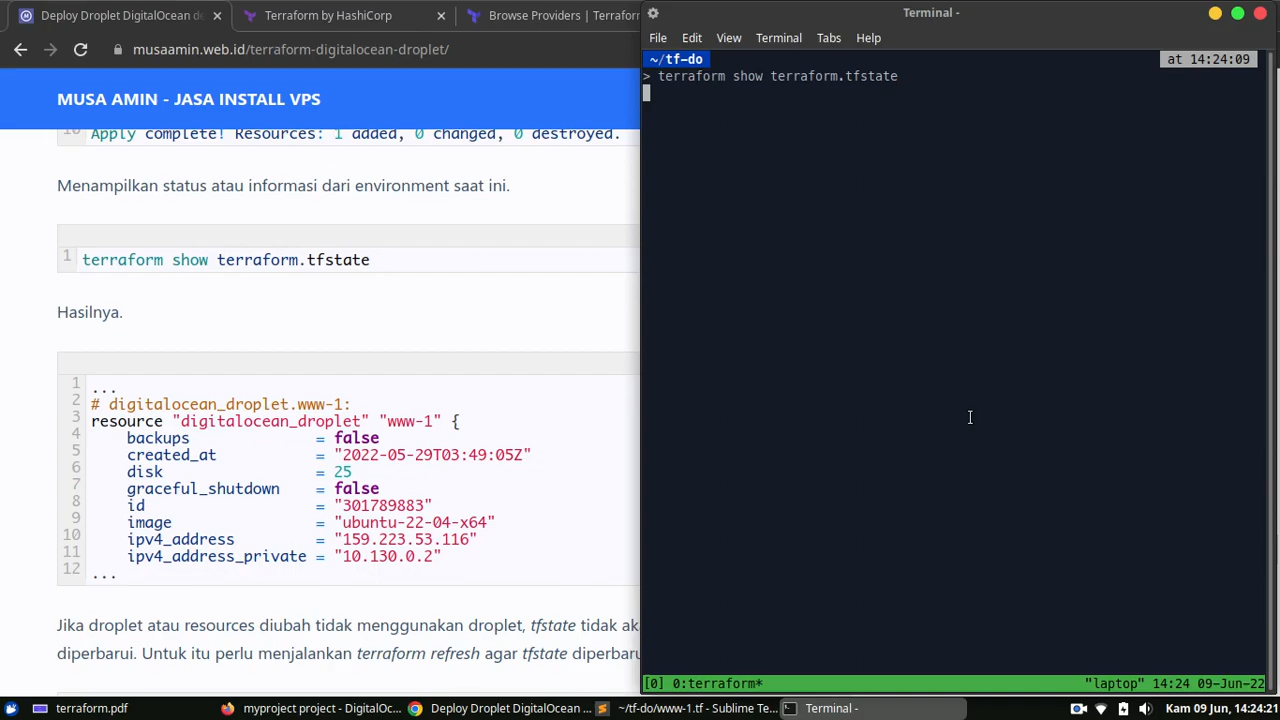 Deploy Droplet DigitalOcean de
Terraform by HashiCorp
Browse Providers | Terraform
musaamin.web.id/terraform-digitalocean-droplet/
MUSA AMIN - JASA INSTALL VPS
10 Apply complete! Resources: 1 added, 0 changed, 0 destroyed.
Menampilkan status atau informasi dari environment saat ini.
1 terraform show terraform.tfstate
Hasilnya.
1 ...
2 # digitalocean_droplet.www-1:
3 resource "digitalocean_droplet" "www-1" {
4 backups = false
5 created_at = "2022-05-29T03:49:05Z"
6 disk = 25
7 graceful_shutdown = false
8 id = "301789883"
9 image = "ubuntu-22-04-x64"
10 ipv4_address = "159.223.53.116"
11 ipv4_address_private = "10.130.0.2"
12 ...
Jika droplet atau resources diubah tidak menggunakan droplet, tfstate tidak ak
diperbarui. Untuk itu perlu menjalankan terraform refresh agar tfstate diperbaru
Terminal -
File Edit View Terminal Tabs Help
~/tf-do at 14:24:09
> terraform show terraform.tfstate
[0] 0:terraform* "laptop" 14:24 09-Jun-22
terraform.pdf
myproject project - DigitalOc...
Deploy Droplet DigitalOcean ...
~/tf-do/www-1.tf - Sublime Te...
Terminal -
Kam 09 Jun, 14:24:21